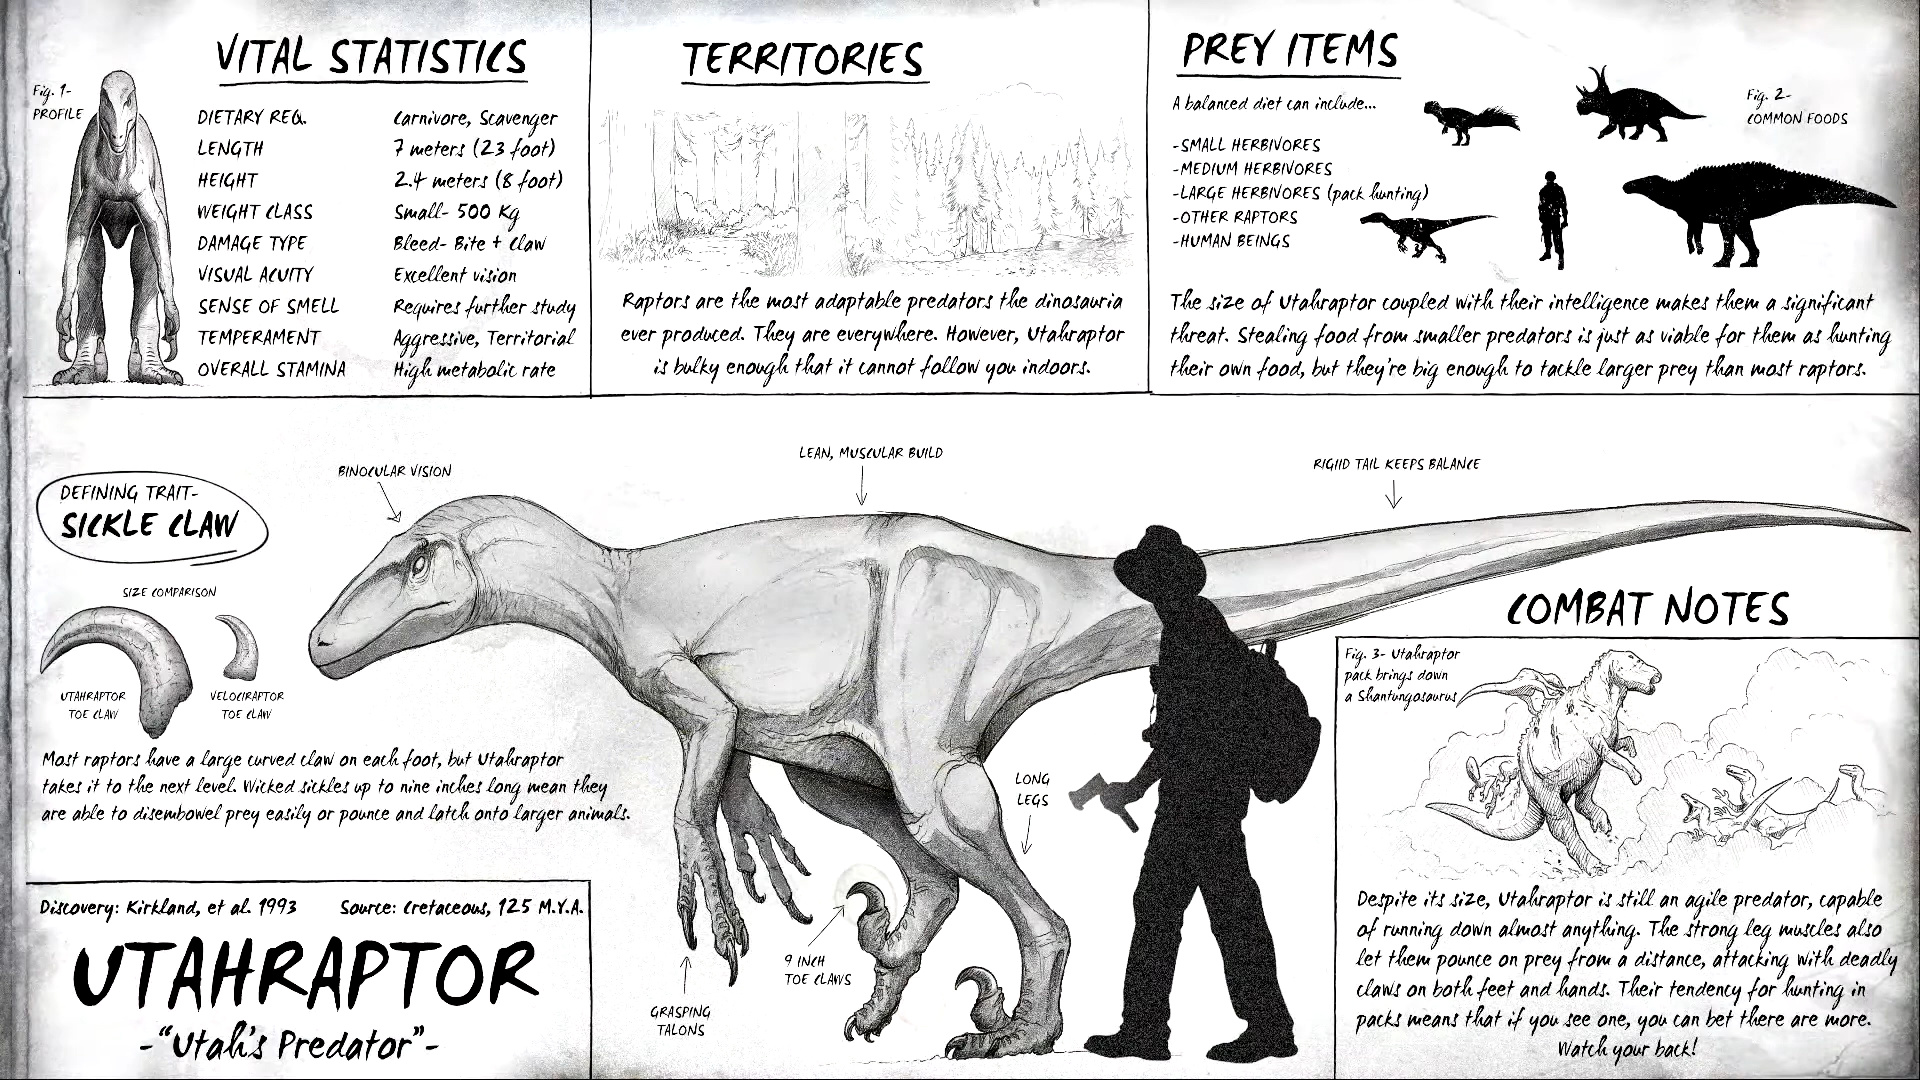 VITAL STATISTICS
Fig. 1-
PROFILE
DIETARY REQ. Carnivore, Scavenger
LENGTH 7 meters (23 foot)
HEIGHT 2.4 meters (8 foot)
WEIGHT CLASS Small- 500 Kg
DAMAGE TYPE Bleed- Bite + Claw
VISUAL ACUITY Excellent vision
SENSE OF SMELL Requires further study
TEMPERAMENT Aggressive, Territorial
OVERALL STAMINA High metabolic rate
TERRITORIES
Raptors are the most adaptable predators the dinosauria
ever produced. They are everywhere. However, Utahraptor
is bulky enough that it cannot follow you indoors.
PREY ITEMS
A balanced diet can include...
-SMALL HERBIVORES
-MEDIUM HERBIVORES
-LARGE HERBIVORES (pack hunting)
-OTHER RAPTORS
-HUMAN BEINGS
Fig. 2-
COMMON FOODS
The size of Utahraptor coupled with their intelligence makes them a significant
threat. Stealing food from smaller predators is just as viable for them as hunting
their own food, but they're big enough to tackle larger prey than most raptors.
DEFINING TRAIT-
SICKLE CLAW
SIZE COMPARISON
UTAHRAPTOR
TOE CLAW
VELOCIRAPTOR
TOE CLAW
Most raptors have a large curved claw on each foot, but Utahraptor
takes it to the next level. Wicked sickles up to nine inches long mean they
are able to disembowel prey easily or pounce and latch onto larger animals.
BINOCULAR VISION
LEAN, MUSCULAR BUILD
RIGIID TAIL KEEPS BALANCE
LONG
LEGS
9 INCH
TOE CLAWS
GRASPING
TALONS
COMBAT NOTES
Fig. 3- Utahraptor
pack brings down
a Shantungosaurus
Despite its size, Utahraptor is still an agile predator, capable
of running down almost anything. The strong leg muscles also
let them pounce on prey from a distance, attacking with deadly
claws on both feet and hands. Their tendency for hunting in
packs means that if you see one, you can bet there are more.
Watch your back!
Discovery: Kirkland, et al. 1993 Source: Cretaceous, 125 M.Y.A.
UTAHRAPTOR
-"Utah's Predator"-